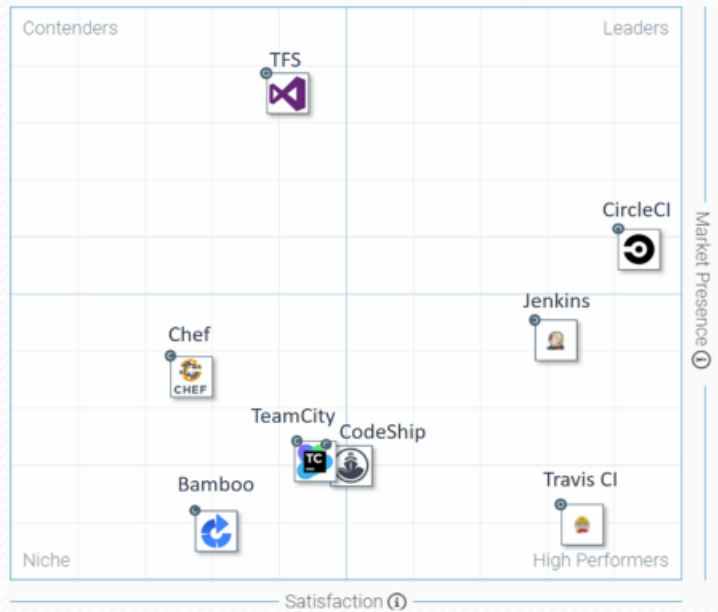 Contenders
Leaders
TFS
CircleCI
Market Presence
Jenkins
Chef
CHEF
TeamCity
CodeShip
TC
Bamboo
Travis CI
Niche
High Performers
Satisfaction